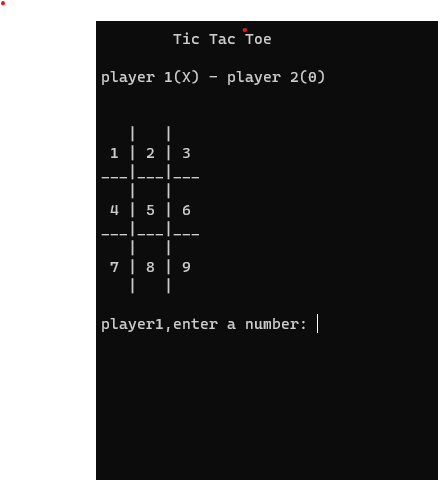 Tic Tac Toe
player 1(X) - player 2(0)
   |   |
 1 | 2 | 3
___|___|___
   |   |
 4 | 5 | 6
___|___|___
   |   |
 7 | 8 | 9
   |   |
player1,enter a number: